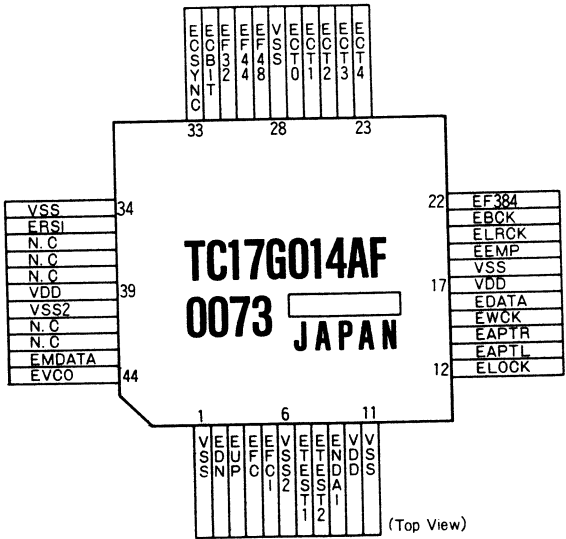 ECSYNC
ECBIT
EF32
EF44
EF48
VSS
ECT0
ECT1
ECT2
ECT3
ECT4
33 28 23
VSS
ERSI
N.C
N.C
N.C
VDD
VSS2
N.C
N.C
EMDATA
EVCO
34
39
44
TC17G014AF
0073
JAPAN
22
17
12
EF384
EBCK
ELRCK
EEMP
VSS
VDD
EDATA
EWCK
EAPTR
EAPTL
ELOCK
1 6 11
VSS
EDN
EUP
EFC
EFCI
VSS2
ETEST1
ETEST2
ENDAI
VDD
VSS
(Top View)